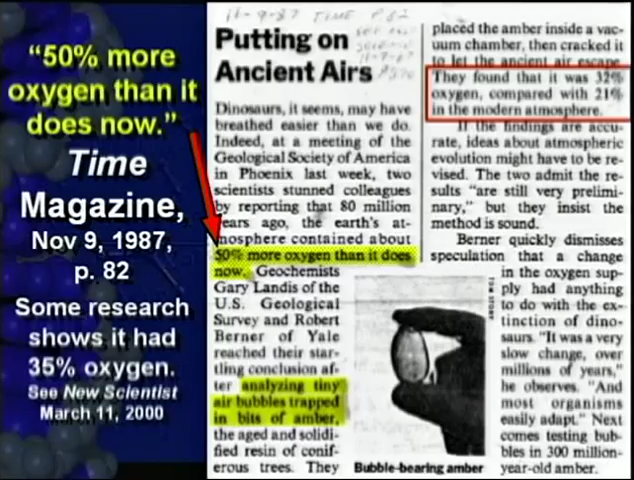 “50% more
oxygen than it
does now.”
Time
Magazine,
Nov 9, 1987,
p. 82
Some research
shows it had
35% oxygen.
See New Scientist
March 11, 2000
11-9-87 TIME P.82
Putting on
Ancient Airs
Dinosaurs, it seems, may have
breathed easier than we do.
Indeed, at a meeting of the
Geological Society of America
in Phoenix last week, two
scientists stunned colleagues
by reporting that 80 million
years ago, the earth's at-
mosphere contained about
50% more oxygen than it does
now. Geochemists
Gary Landis of the
U.S. Geological
Survey and Robert
Berner of Yale
reached their star-
tling conclusion af-
ter analyzing tiny
air bubbles trapped
in bits of amber,
the aged and solidi-
fied resin of conif-
erous trees. They
placed the amber inside a vac-
uum chamber, then cracked it
to let the ancient air escape.
They found that it was 32%
oxygen, compared with 21%
in the modern atmosphere.
If the findings are accu-
rate, ideas about atmospheric
evolution might have to be re-
vised. The two admit the re-
sults "are still very prelimi-
nary," but they insist the
method is sound.
Berner quickly dismisses
speculation that a change
in the oxygen sup-
ply had anything
to do with the ex-
tinction of dino-
saurs. "It was a very
slow change, over
millions of years,"
he observes. "And
most organisms
easily adapt." Next
comes testing bub-
bles in 300-million-
year-old amber.
TOM STORY
Bubble-bearing amber